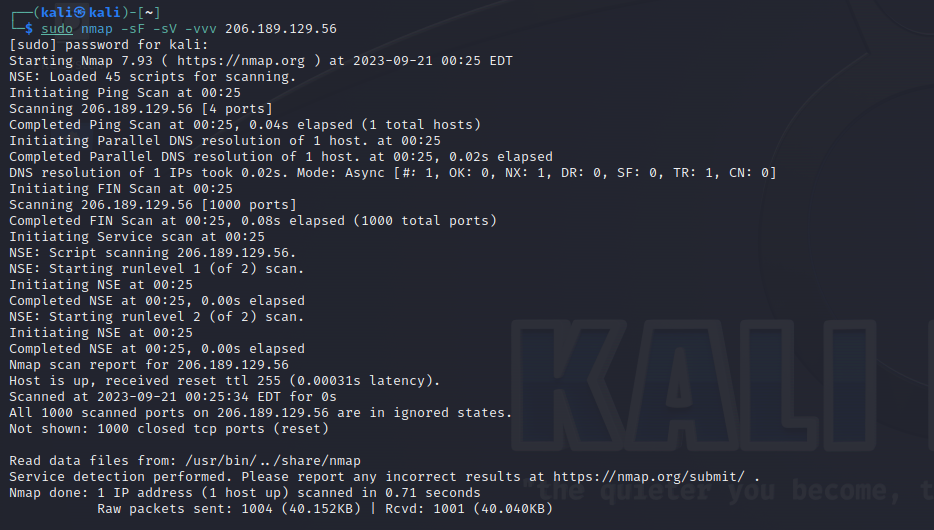 ┌──(kali㉿kali)-[~]
└─$ sudo nmap -sF -sV -vvv 206.189.129.56
[sudo] password for kali:
Starting Nmap 7.93 ( https://nmap.org ) at 2023-09-21 00:25 EDT
NSE: Loaded 45 scripts for scanning.
Initiating Ping Scan at 00:25
Scanning 206.189.129.56 [4 ports]
Completed Ping Scan at 00:25, 0.04s elapsed (1 total hosts)
Initiating Parallel DNS resolution of 1 host. at 00:25
Completed Parallel DNS resolution of 1 host. at 00:25, 0.02s elapsed
DNS resolution of 1 IPs took 0.02s. Mode: Async [#: 1, OK: 0, NX: 1, DR: 0, SF: 0, TR: 1, CN: 0]
Initiating FIN Scan at 00:25
Scanning 206.189.129.56 [1000 ports]
Completed FIN Scan at 00:25, 0.08s elapsed (1000 total ports)
Initiating Service scan at 00:25
NSE: Script scanning 206.189.129.56.
NSE: Starting runlevel 1 (of 2) scan.
Initiating NSE at 00:25
Completed NSE at 00:25, 0.00s elapsed
NSE: Starting runlevel 2 (of 2) scan.
Initiating NSE at 00:25
Completed NSE at 00:25, 0.00s elapsed
Nmap scan report for 206.189.129.56
Host is up, received reset ttl 255 (0.00031s latency).
Scanned at 2023-09-21 00:25:34 EDT for 0s
All 1000 scanned ports on 206.189.129.56 are in ignored states.
Not shown: 1000 closed tcp ports (reset)
Read data files from: /usr/bin/../share/nmap
Service detection performed. Please report any incorrect results at https://nmap.org/submit/ .
Nmap done: 1 IP address (1 host up) scanned in 0.71 seconds
Raw packets sent: 1004 (40.152KB) | Rcvd: 1001 (40.040KB)
KALI
"the quieter you become, t